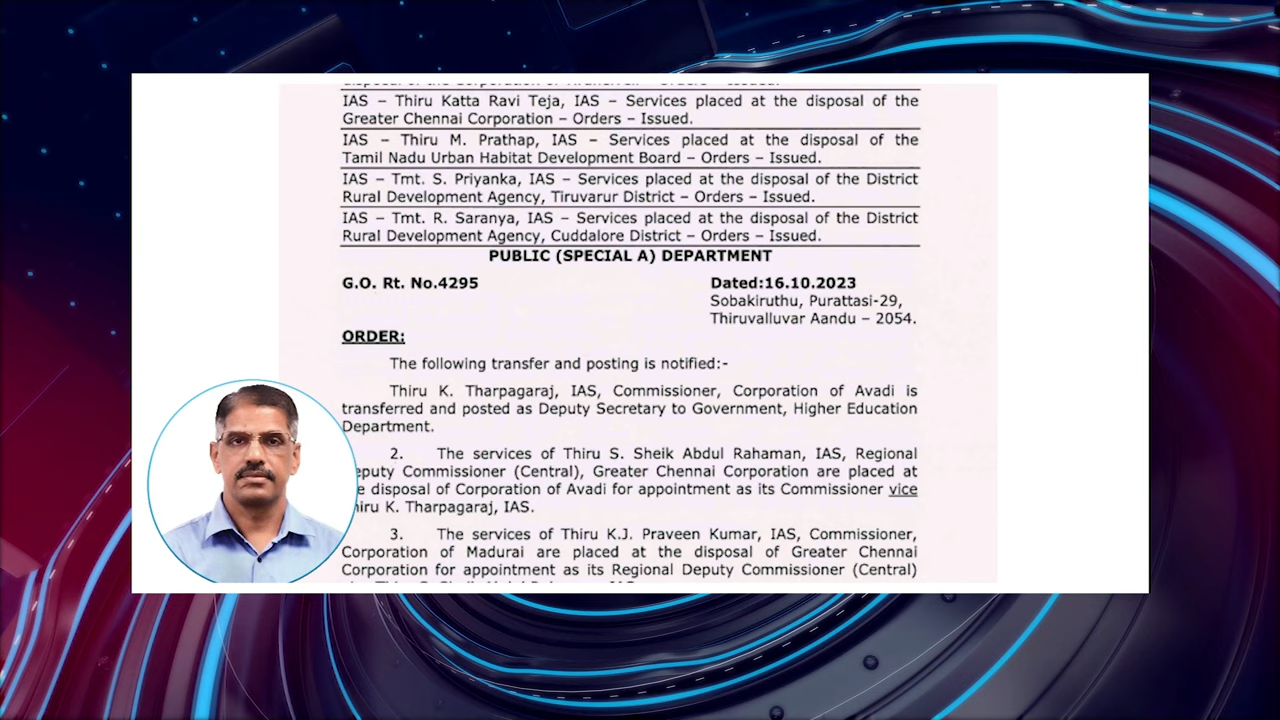 IAS – Thiru Katta Ravi Teja, IAS – Services placed at the disposal of the
Greater Chennai Corporation – Orders – Issued.
IAS – Thiru M. Prathap, IAS – Services placed at the disposal of the
Tamil Nadu Urban Habitat Development Board – Orders – Issued.
IAS – Tmt. S. Priyanka, IAS – Services placed at the disposal of the District
Rural Development Agency, Tiruvarur District – Orders – Issued.
IAS – Tmt. R. Saranya, IAS – Services placed at the disposal of the District
Rural Development Agency, Cuddalore District – Orders – Issued.
PUBLIC (SPECIAL A) DEPARTMENT
G.O. Rt. No.4295
Dated:16.10.2023
Sobakiruthu, Purattasi-29,
Thiruvalluvar Aandu – 2054.
ORDER:
The following transfer and posting is notified:-
Thiru K. Tharpagaraj, IAS, Commissioner, Corporation of Avadi is
transferred and posted as Deputy Secretary to Government, Higher Education
Department.
2. The services of Thiru S. Sheik Abdul Rahaman, IAS, Regional
eputy Commissioner (Central), Greater Chennai Corporation are placed at
e disposal of Corporation of Avadi for appointment as its Commissioner vice
hiru K. Tharpagaraj, IAS.
3. The services of Thiru K.J. Praveen Kumar, IAS, Commissioner,
Corporation of Madurai are placed at the disposal of Greater Chennai
Corporation for appointment as its Regional Deputy Commissioner (Central)